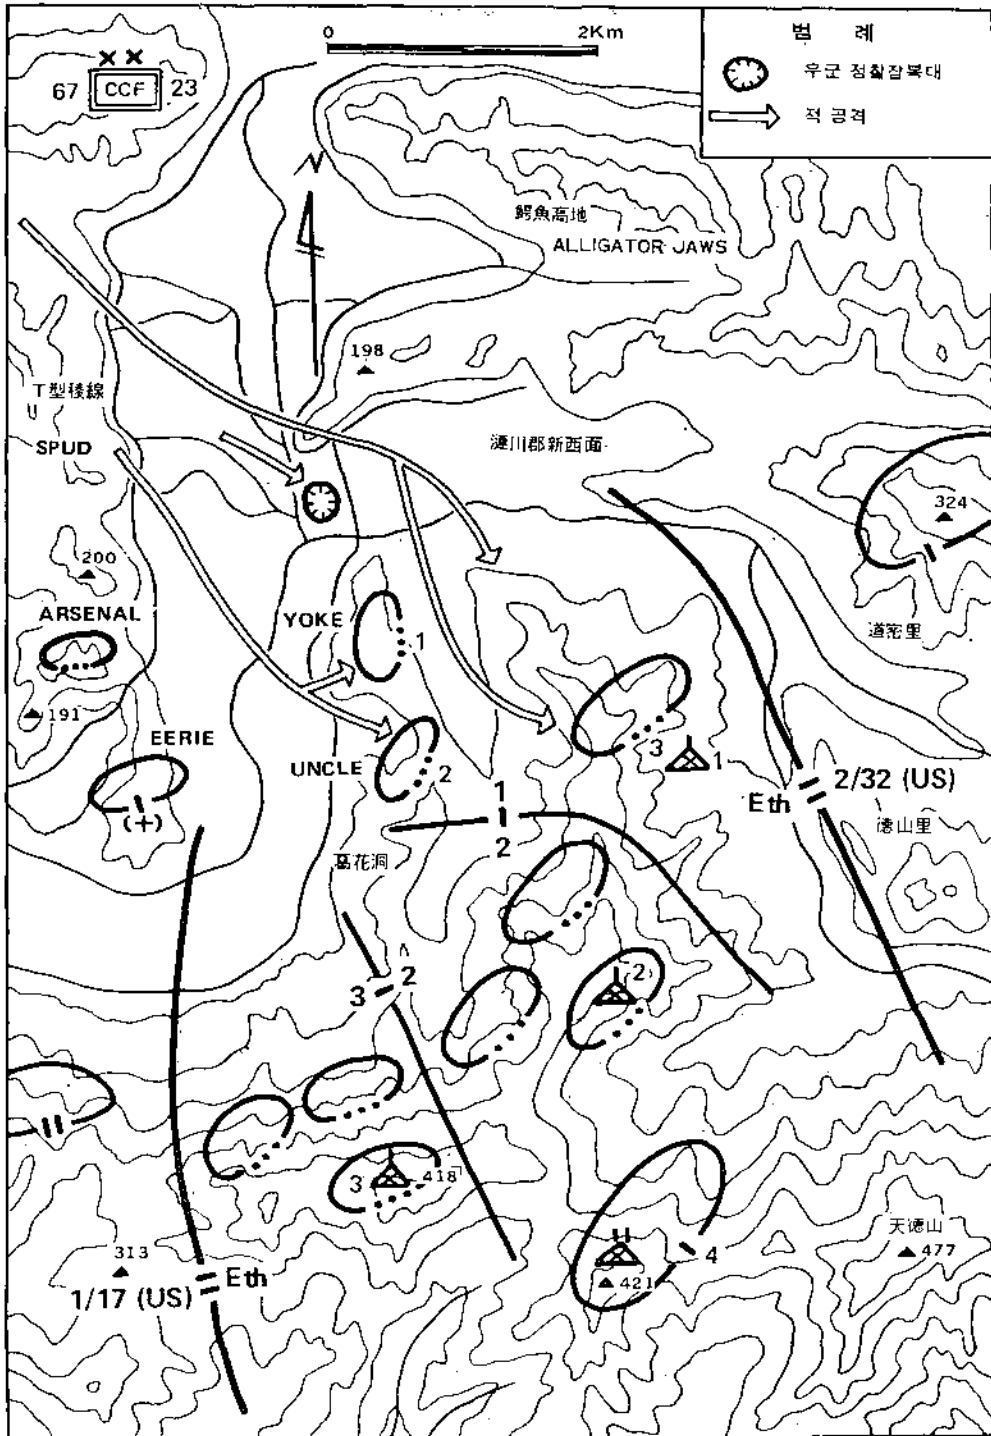 0 2Km
범 례
우군 정찰잠복대
적 공격
67 CCF 23
N
鰐魚高地
ALLIGATOR JAWS
198
T型稜線
SPUD
漣川郡新西面
324
200
ARSENAL
YOKE
1
道密里
191
EERIE
(+)
UNCLE
2
3
1
2/32 (US)
Eth
德山里
1
2
葛花洞
3 2
(2)
3
418
4
421
天德山
477
313
1/17 (US)
Eth